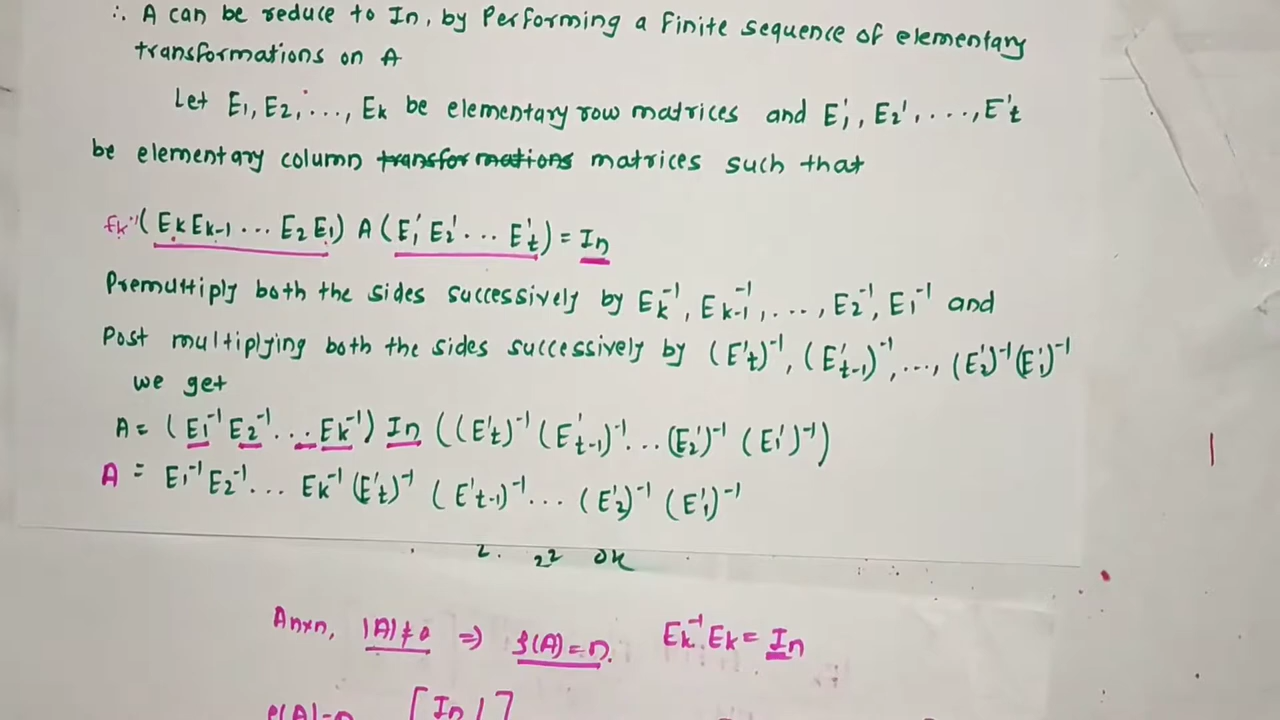 ∴ A can be reduce to In, by Performing a Finite sequence of elementary
transformations on A
Let E1, E2, ..., Ek be elementary row matrices and E1', E2', ...., E't
be elementary column transformations matrices such that
Ek⁻¹(Ek Ek-1 ... E2 E1) A (E1' E2' ... E't) = In
Premultiply both the sides successively by Ek⁻¹, Ek-1⁻¹, ..., E2⁻¹, E1⁻¹ and
Post multiplying both the sides successively by (E't)⁻¹, (E't-1)⁻¹, ..., (E2')⁻¹ (E1')⁻¹
we get
A = (E1⁻¹ E2⁻¹ ... Ek⁻¹) In ((E't)⁻¹ (E't-1)⁻¹ ... (E2')⁻¹ (E1')⁻¹)
A = E1⁻¹ E2⁻¹ ... Ek⁻¹ (E't)⁻¹ (E't-1)⁻¹ ... (E'2)⁻¹ (E'1)⁻¹
An×n, |A| ≠ 0 ⇒ ρ(A) = n. Ek⁻¹ Ek = In
ρ(A) = n [In